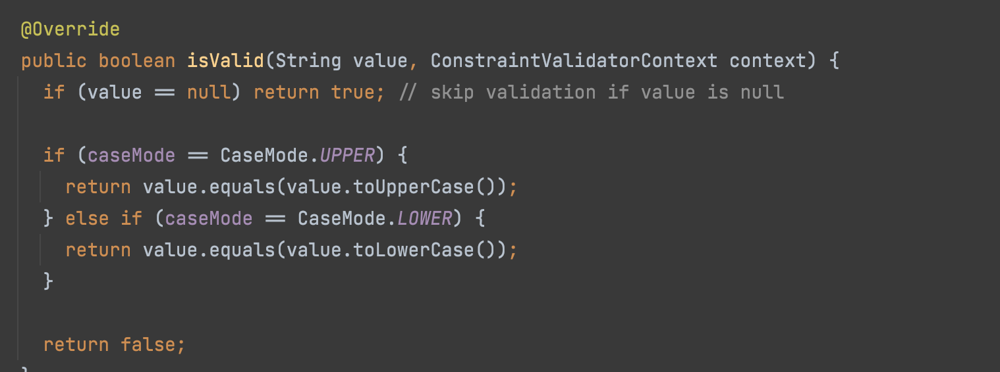 @Override
public boolean isValid(String value, ConstraintValidatorContext context) {
if (value == null) return true; // skip validation if value is null
if (caseMode == CaseMode.UPPER) {
return value.equals(value.toUpperCase());
} else if (caseMode == CaseMode.LOWER) {
return value.equals(value.toLowerCase());
}
return false;
}